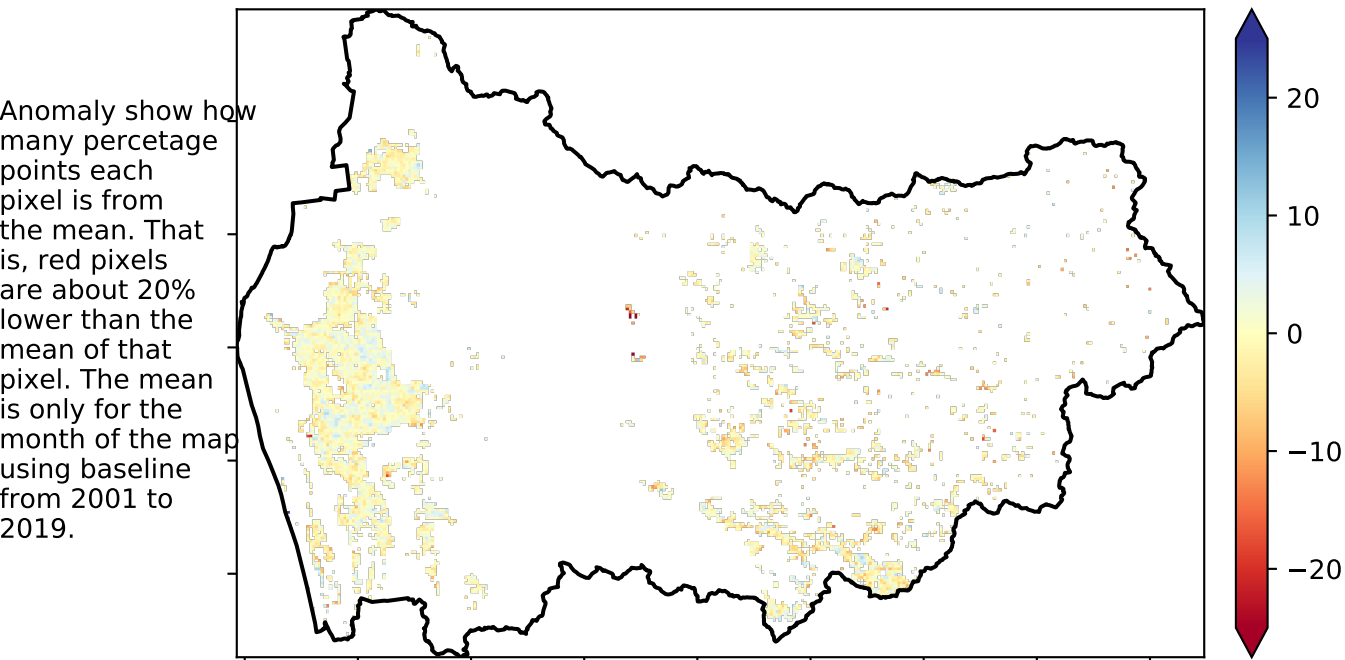 Anomaly show how
many percetage
points each
pixel is from
the mean. That
is, red pixels
are about 20%
lower than the
mean of that
pixel. The mean
is only for the
month of the map
using baseline
from 2001 to
2019.
20
10
0
−10
−20